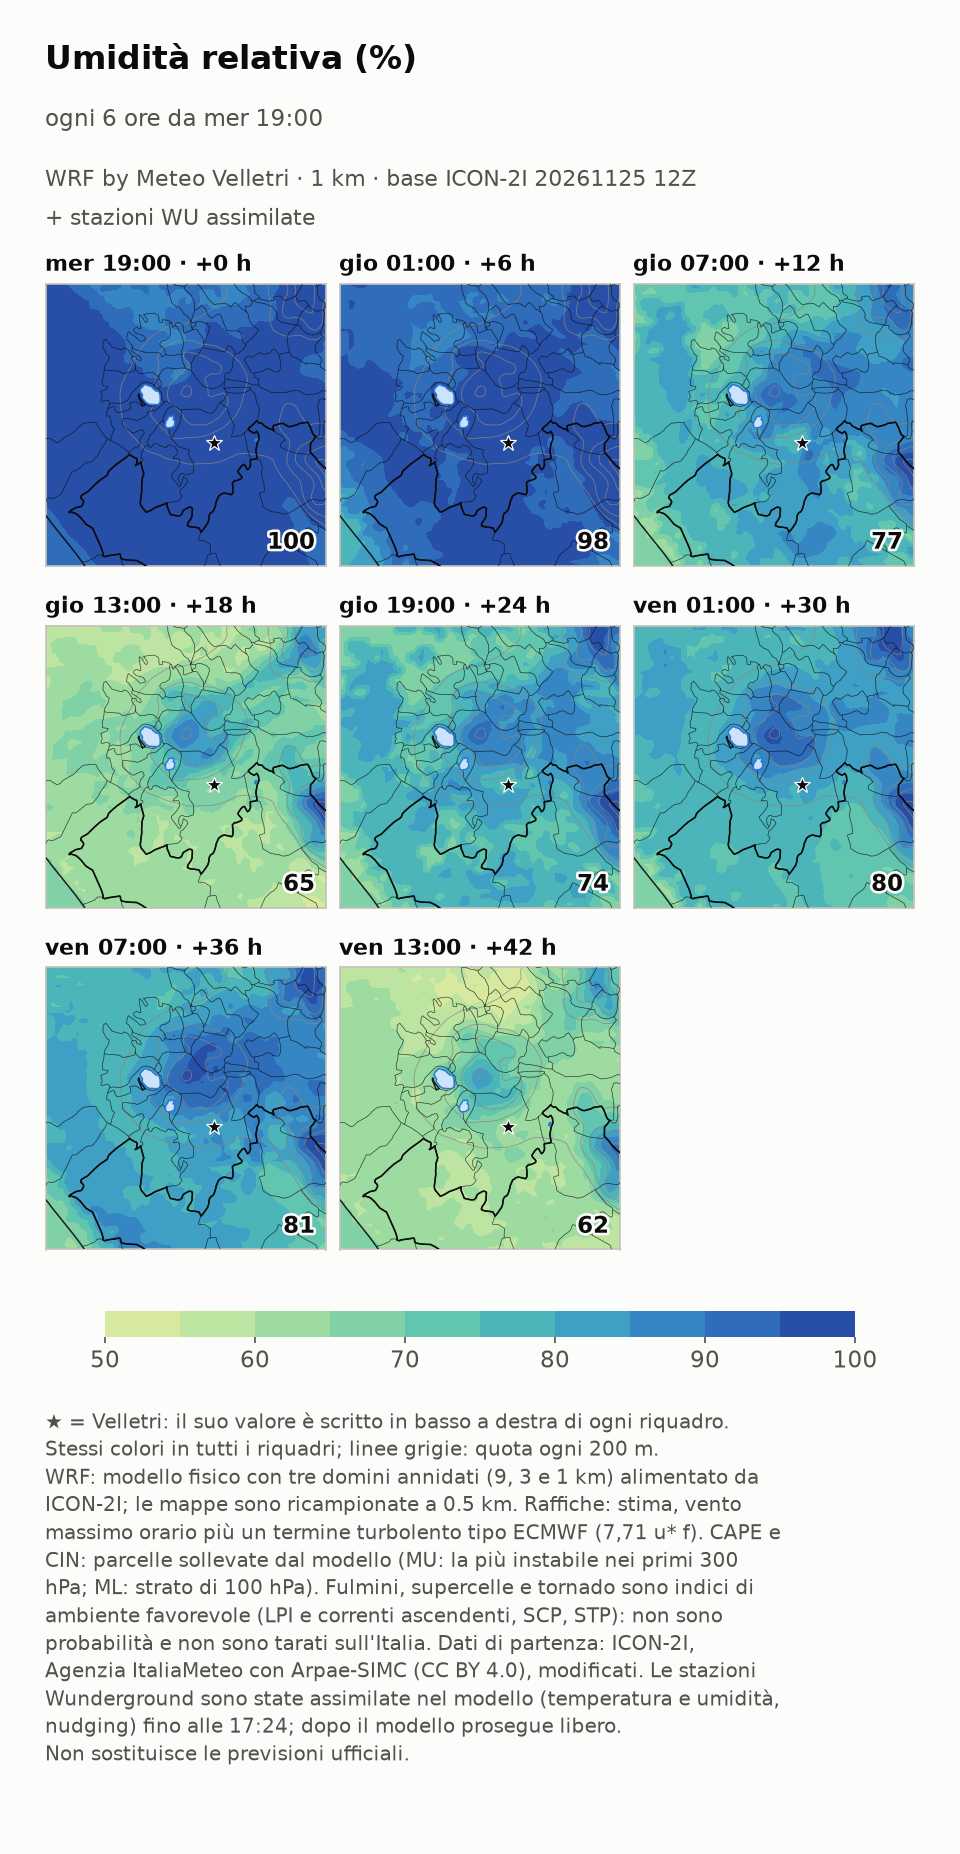 Umidità relativa (%)
ogni 6 ore da mer 19:00
WRF by Meteo Velletri · 1 km · base ICON-2I 20261125 12Z
+ stazioni WU assimilate
mer 19:00 · +0 h
gio 01:00 · +6 h
gio 07:00 · +12 h
100
98
77
gio 13:00 · +18 h
gio 19:00 · +24 h
ven 01:00 · +30 h
65
74
80
ven 07:00 · +36 h
ven 13:00 · +42 h
81
62
50 60 70 80 90 100
★ = Velletri: il suo valore è scritto in basso a destra di ogni riquadro.
Stessi colori in tutti i riquadri; linee grigie: quota ogni 200 m.
WRF: modello fisico con tre domini annidati (9, 3 e 1 km) alimentato da
ICON-2I; le mappe sono ricampionate a 0.5 km. Raffiche: stima, vento
massimo orario più un termine turbolento tipo ECMWF (7,71 u* f). CAPE e
CIN: parcelle sollevate dal modello (MU: la più instabile nei primi 300
hPa; ML: strato di 100 hPa). Fulmini, supercelle e tornado sono indici di
ambiente favorevole (LPI e correnti ascendenti, SCP, STP): non sono
probabilità e non sono tarati sull'Italia. Dati di partenza: ICON-2I,
Agenzia ItaliaMeteo con Arpae-SIMC (CC BY 4.0), modificati. Le stazioni
Wunderground sono state assimilate nel modello (temperatura e umidità,
nudging) fino alle 17:24; dopo il modello prosegue libero.
Non sostituisce le previsioni ufficiali.